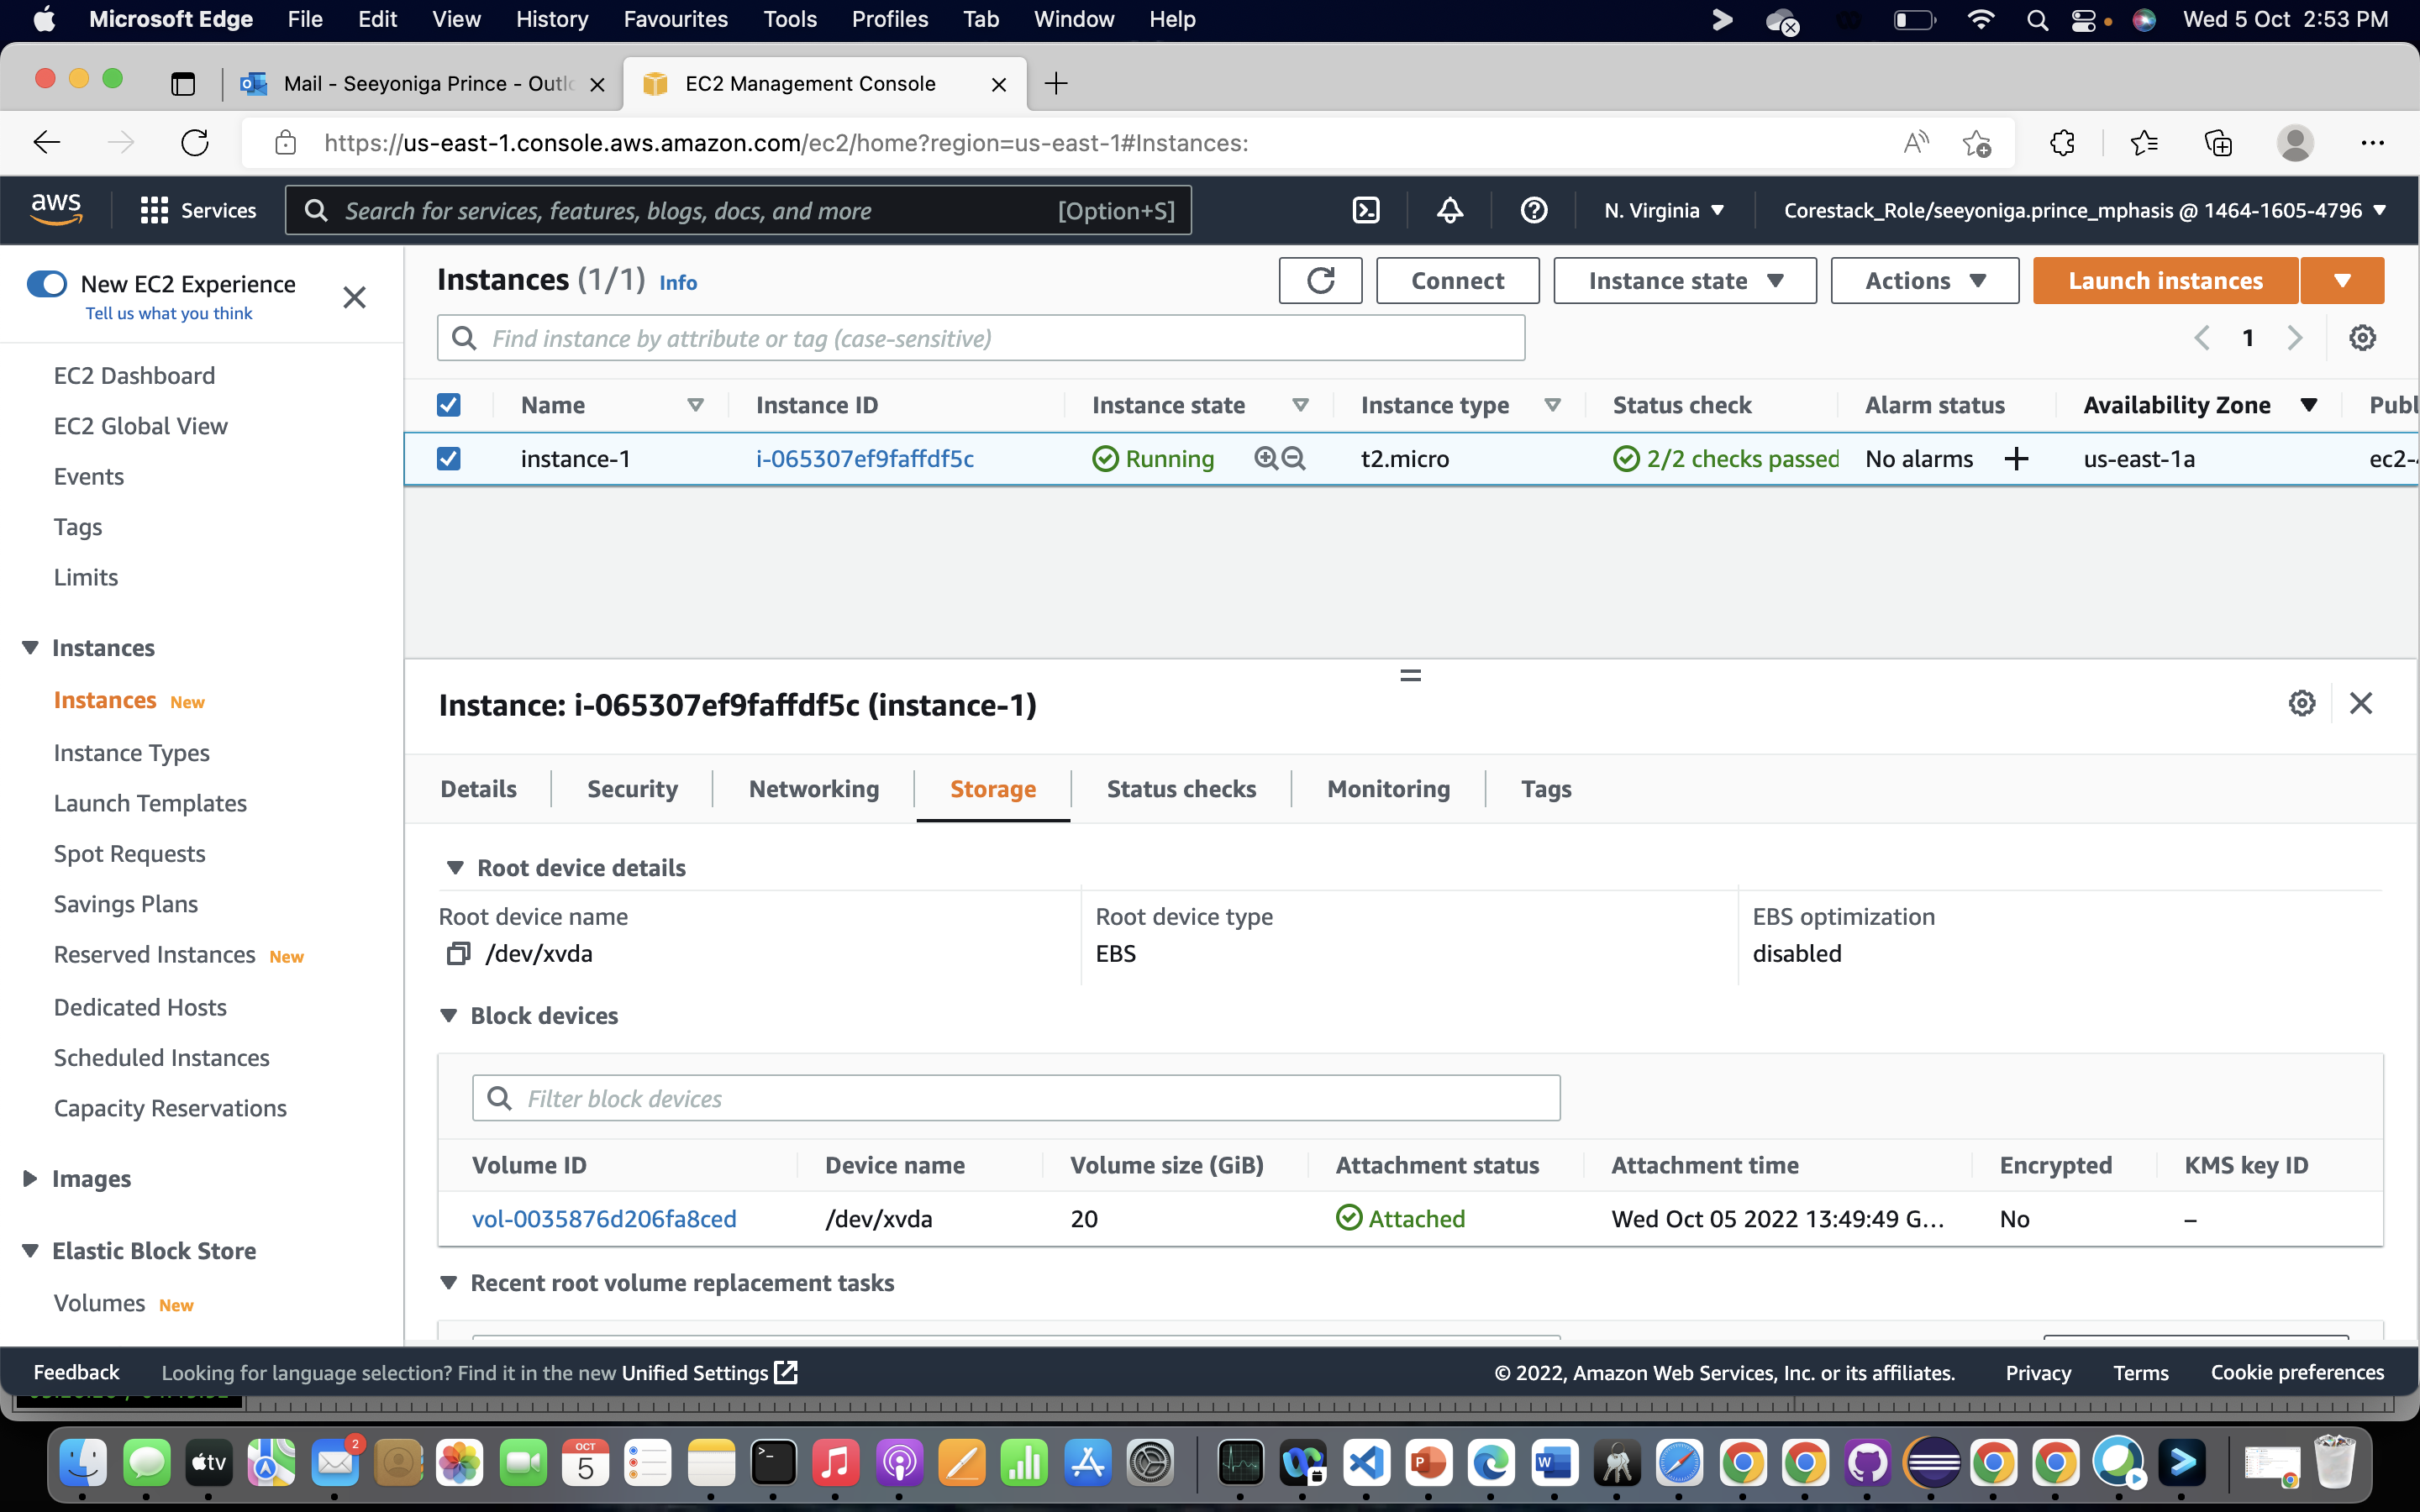 Microsoft Edge File Edit View History Favourites Tools Profiles Tab Window Help Wed 5 Oct 2:53 PM
Mail - Seeyoniga Prince - Outlo EC2 Management Console
https://us-east-1.console.aws.amazon.com/ec2/home?region=us-east-1#Instances:
aws Services Search for services, features, blogs, docs, and more [Option+S] N. Virginia Corestack_Role/seeyoniga.prince_mphasis @ 1464-1605-4796
New EC2 Experience
Tell us what you think
EC2 Dashboard
EC2 Global View
Events
Tags
Limits
Instances
Instances New
Instance Types
Launch Templates
Spot Requests
Savings Plans
Reserved Instances New
Dedicated Hosts
Scheduled Instances
Capacity Reservations
Images
Elastic Block Store
Volumes New
Instances (1/1) Info Connect Instance state Actions Launch instances
Find instance by attribute or tag (case-sensitive) 1
Name Instance ID Instance state Instance type Status check Alarm status Availability Zone Publ
instance-1 i-065307ef9faffdf5c Running t2.micro 2/2 checks passed No alarms us-east-1a ec2-
Instance: i-065307ef9faffdf5c (instance-1)
Details Security Networking Storage Status checks Monitoring Tags
Root device details
Root device name Root device type EBS optimization
/dev/xvda EBS disabled
Block devices
Filter block devices
Volume ID Device name Volume size (GiB) Attachment status Attachment time Encrypted KMS key ID
vol-0035876d206fa8ced /dev/xvda 20 Attached Wed Oct 05 2022 13:49:49 G... No –
Recent root volume replacement tasks
Feedback Looking for language selection? Find it in the new Unified Settings © 2022, Amazon Web Services, Inc. or its affiliates. Privacy Terms Cookie preferences
tv 2 OCT 5